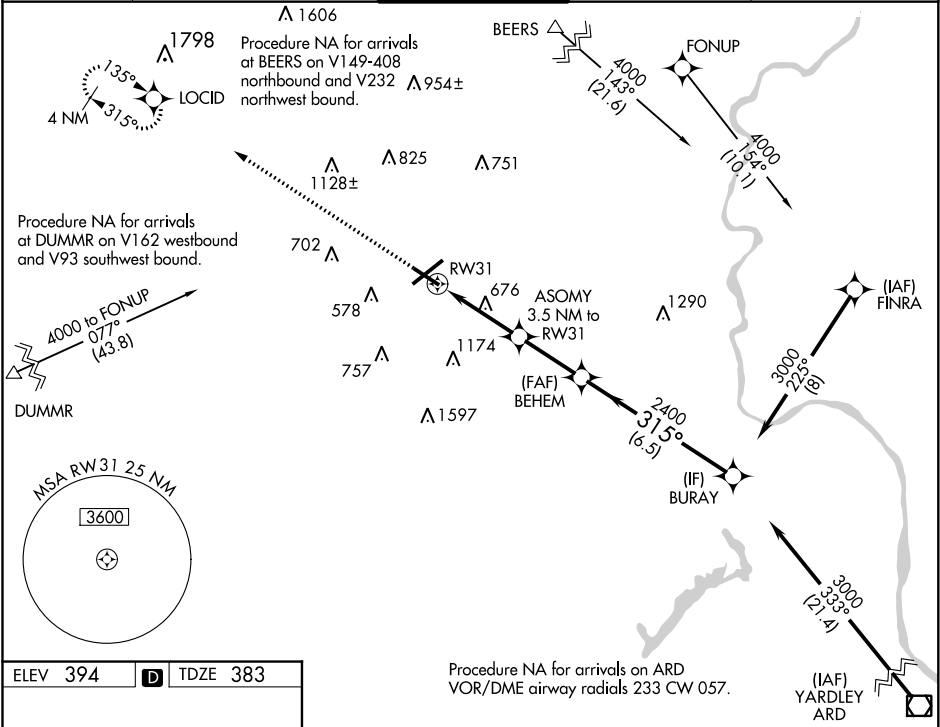 1606
1798
Procedure NA for arrivals
at BEERS on V149-408
northbound and V232
northwest bound.
954±
BEERS
FONUP
4000
143°
(21.6)
4000
154°
(10.1)
135°
315°
4 NM
LOCID
1128±
825
751
Procedure NA for arrivals
at DUMMR on V162 westbound
and V93 southwest bound.
702
RW31
578
676
ASOMY
3.5 NM to
RW31
1290
(IAF)
FINRA
3000
225°
(8)
4000 to FONUP
077°
(43.8)
DUMMR
757
1174
(FAF)
BEHEM
1597
2400
315°
(6.5)
(IF)
BURAY
MSA RW31 25 NM
3600
3000
333°
(21.4)
(IAF)
YARDLEY
ARD
Procedure NA for arrivals on ARD
VOR/DME airway radials 233 CW 057.
ELEV 394 D TDZE 383